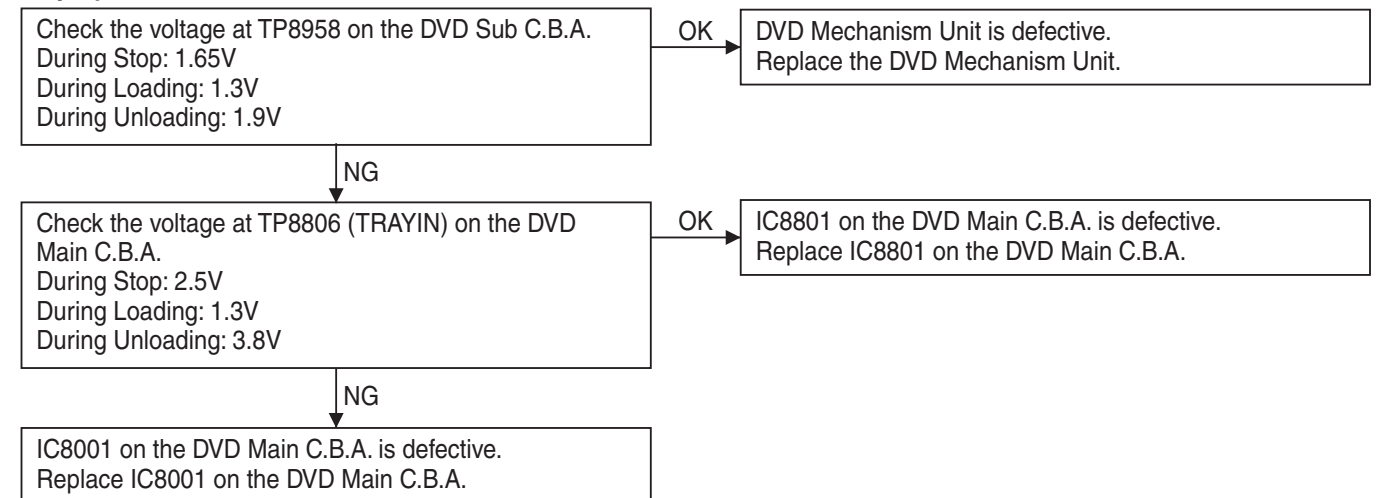 Check the voltage at TP8958 on the DVD Sub C.B.A.
During Stop: 1.65V
During Loading: 1.3V
During Unloading: 1.9V
OK
DVD Mechanism Unit is defective.
Replace the DVD Mechanism Unit.
NG
Check the voltage at TP8806 (TRAYIN) on the DVD
Main C.B.A.
During Stop: 2.5V
During Loading: 1.3V
During Unloading: 3.8V
OK
IC8801 on the DVD Main C.B.A. is defective.
Replace IC8801 on the DVD Main C.B.A.
NG
IC8001 on the DVD Main C.B.A. is defective.
Replace IC8001 on the DVD Main C.B.A.